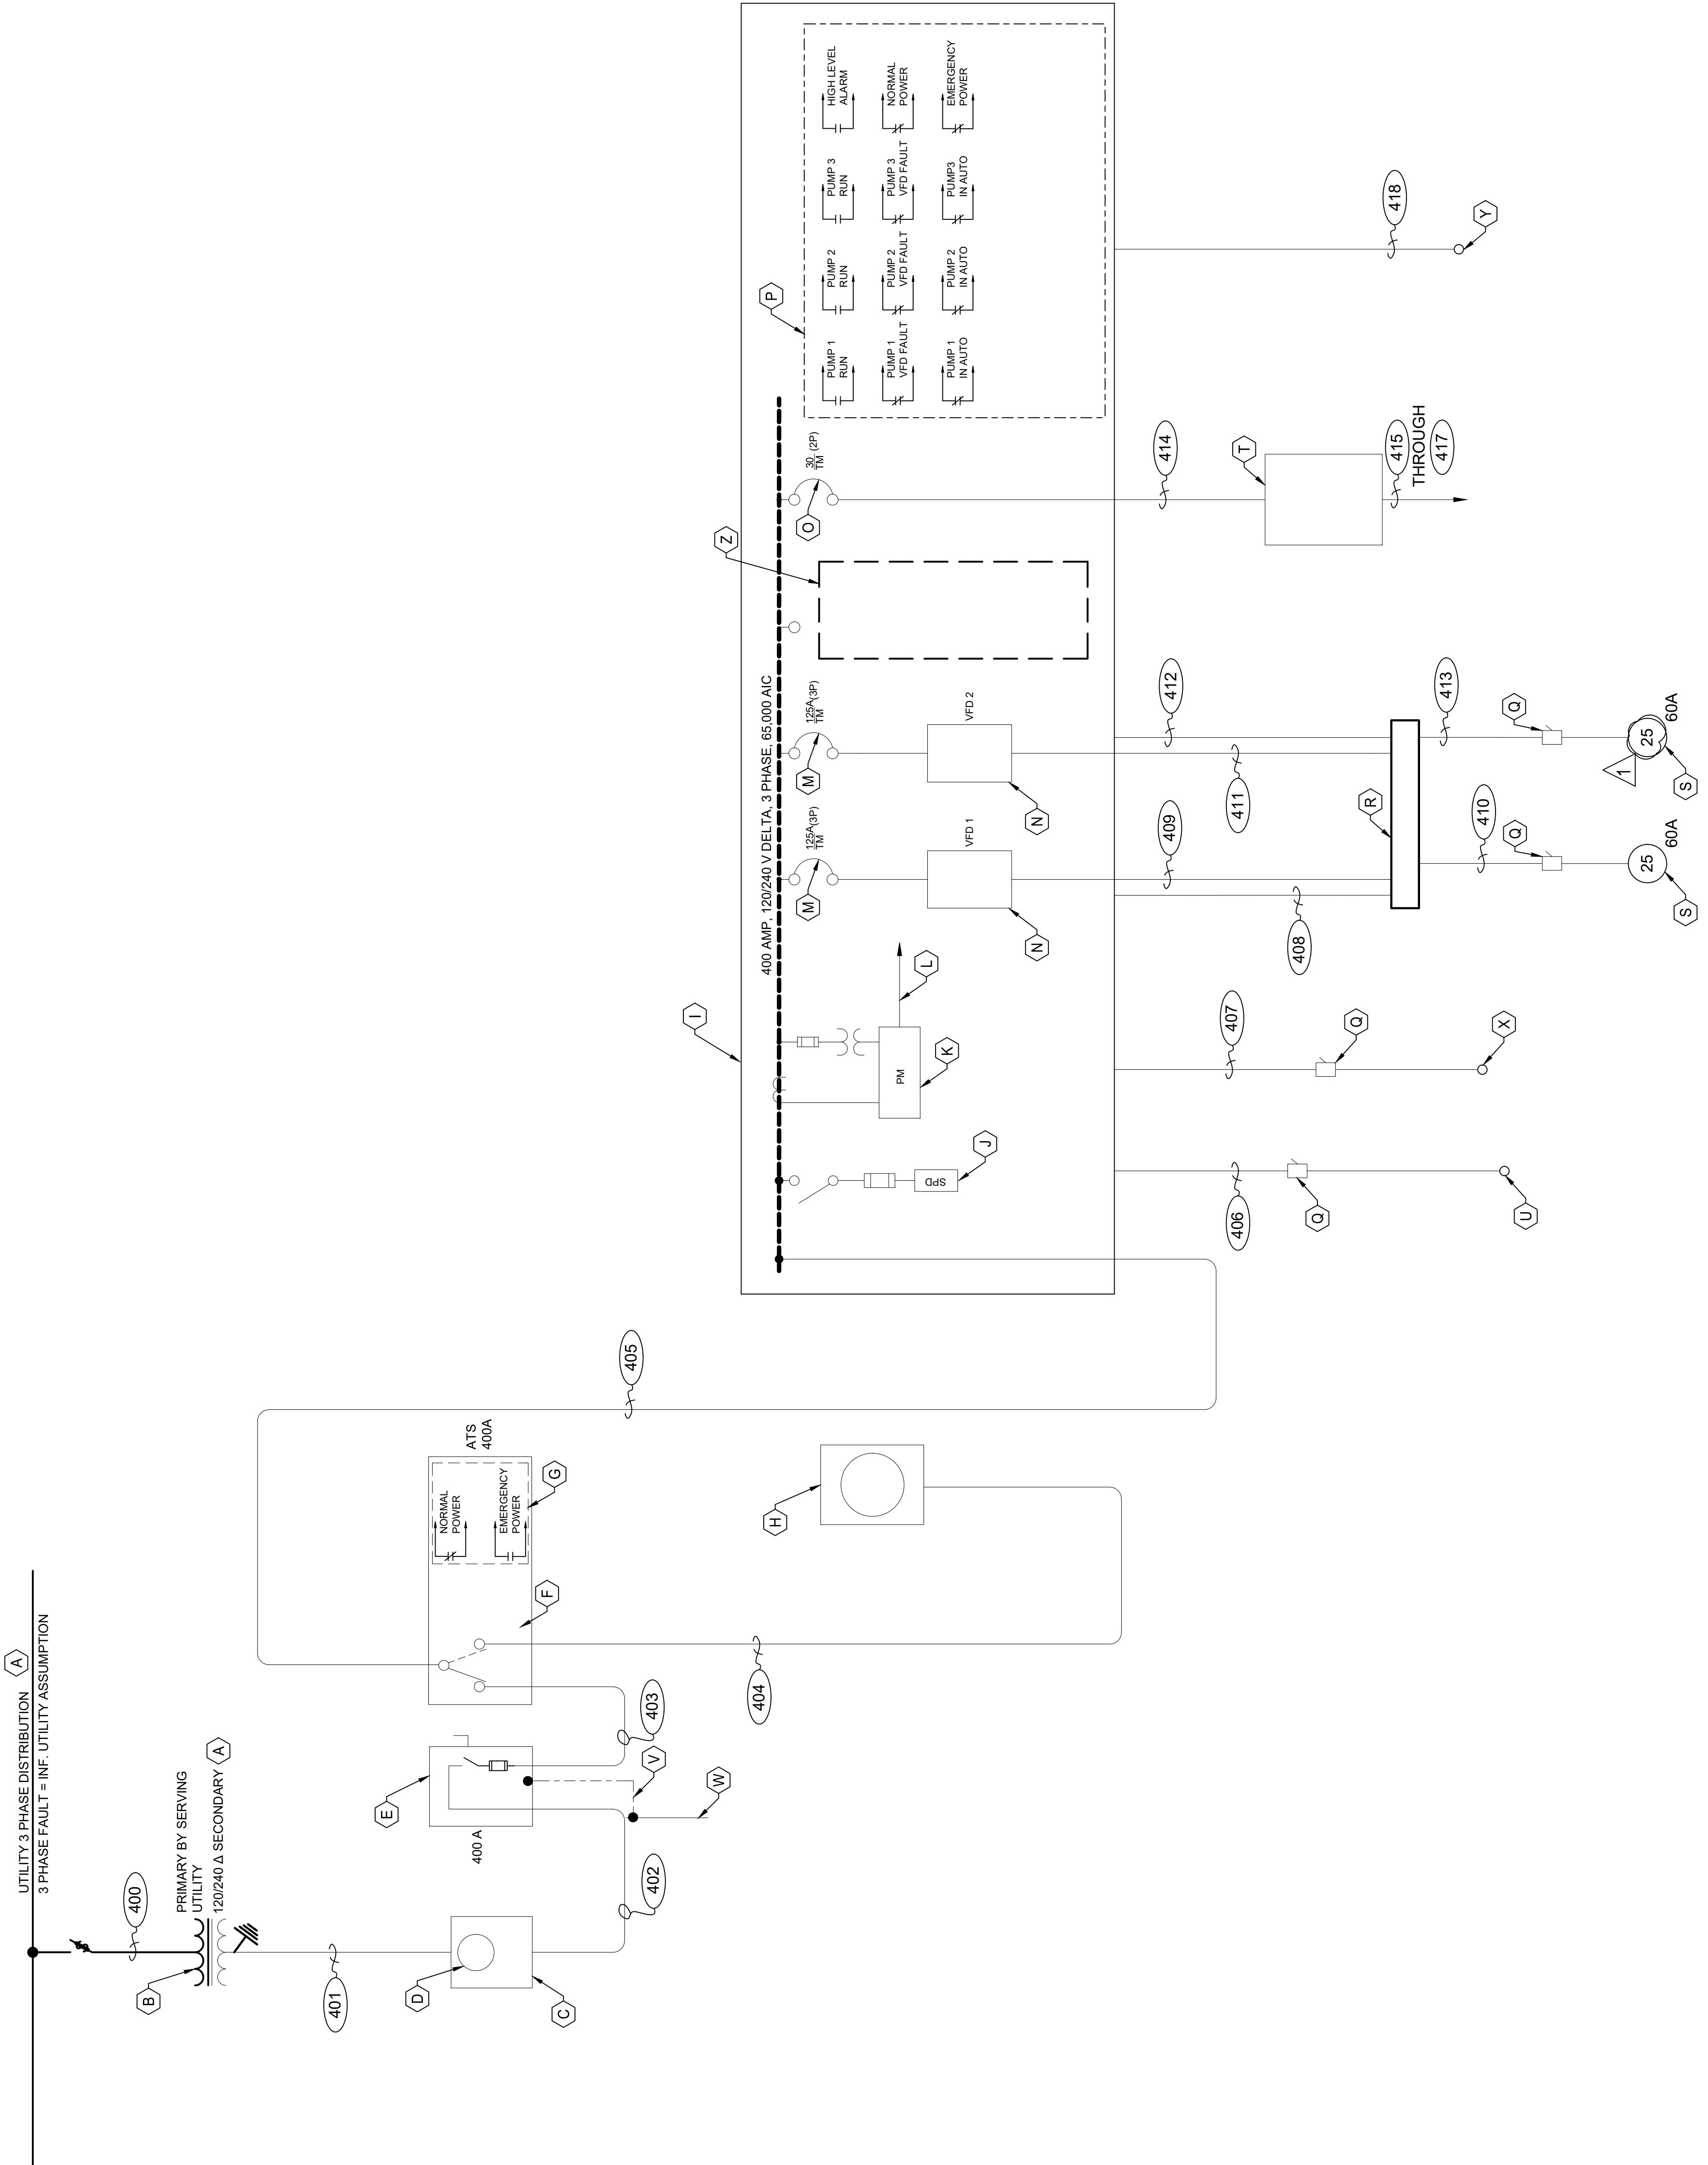 UTILITY 3 PHASE DISTRIBUTION
A
3 PHASE FAULT = INF. UTILITY ASSUMPTION
400
B
PRIMARY BY SERVING
UTILITY
120/240 Δ SECONDARY
A
401
D
C
402
E
400 A
V
W
403
F
ATS
400A
NORMAL
POWER
EMERGENCY
POWER
G
404
H
405
I
400 AMP, 120/240 V DELTA, 3 PHASE, 65,000 AIC
SPD
J
PM
K
L
125A(3P)
TM
M
VFD 1
N
125A(3P)
TM
M
VFD 2
N
Z
30 (2P)
TM
O
P
PUMP 1
RUN
PUMP 2
RUN
PUMP 3
RUN
HIGH LEVEL
ALARM
PUMP 1
VFD FAULT
PUMP 2
VFD FAULT
PUMP 3
VFD FAULT
NORMAL
POWER
PUMP 1
IN AUTO
PUMP 2
IN AUTO
PUMP3
IN AUTO
EMERGENCY
POWER
406
Q
U
407
Q
X
408
409
411
412
R
410
Q
25
60A
S
413
Q
1
25
60A
S
414
T
415
THROUGH
417
418
Y